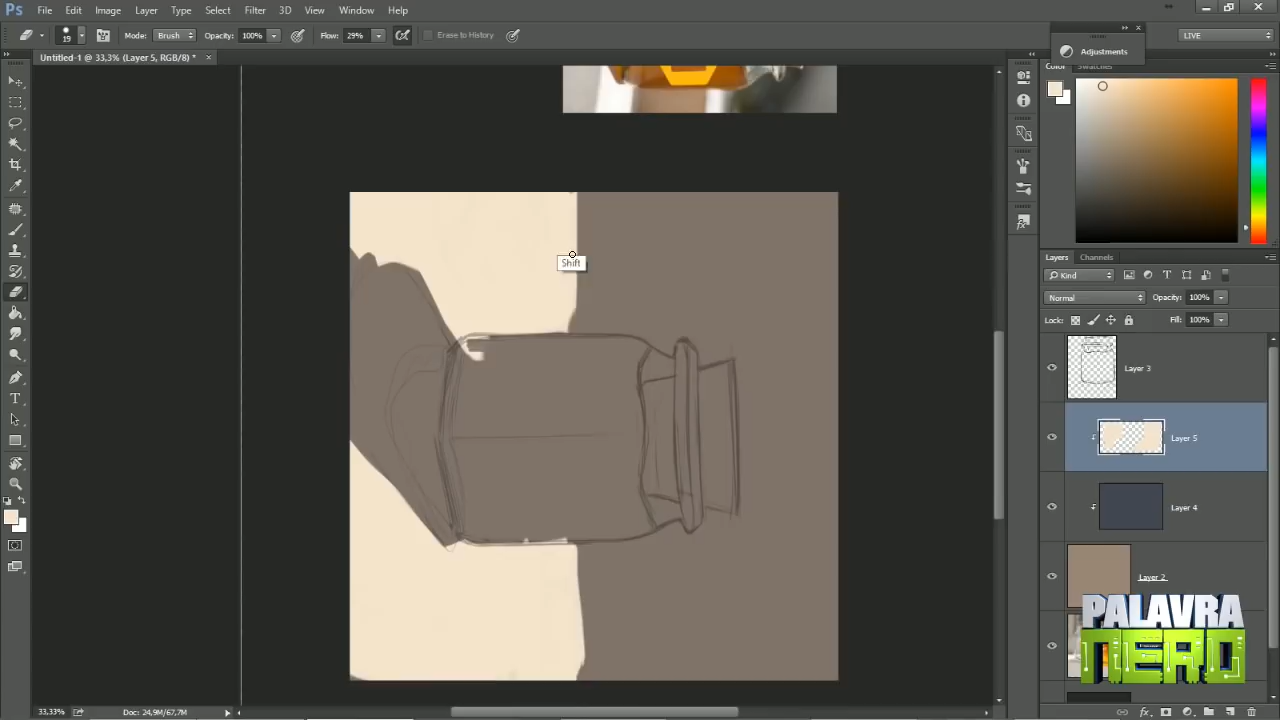 Ps File Edit Image Layer Type Select Filter 3D View Window Help
19 Mode: Brush Opacity: 100% Flow: 29% Erase to History LIVE
Untitled-1 @ 33,3% (Layer 5, RGB/8) * ×
Adjustments
Color Swatches
Shift
Layers Channels
Kind
Normal Opacity: 100%
Lock: Fill: 100%
Layer 3
Layer 5
Layer 4
Layer 2
PALAVRA
NERD
33,33% Doc: 24,9M/67,7M